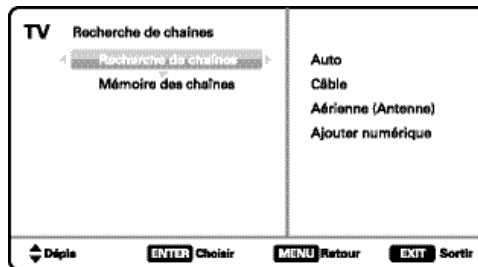 TV Recherche de chaînes
Recherche de chaînes
Mémoire des chaînes
Auto
Câble
Aérienne (Antenne)
Ajouter numérique
Dépla ENTER Choisir MENU Retour EXIT Sortir